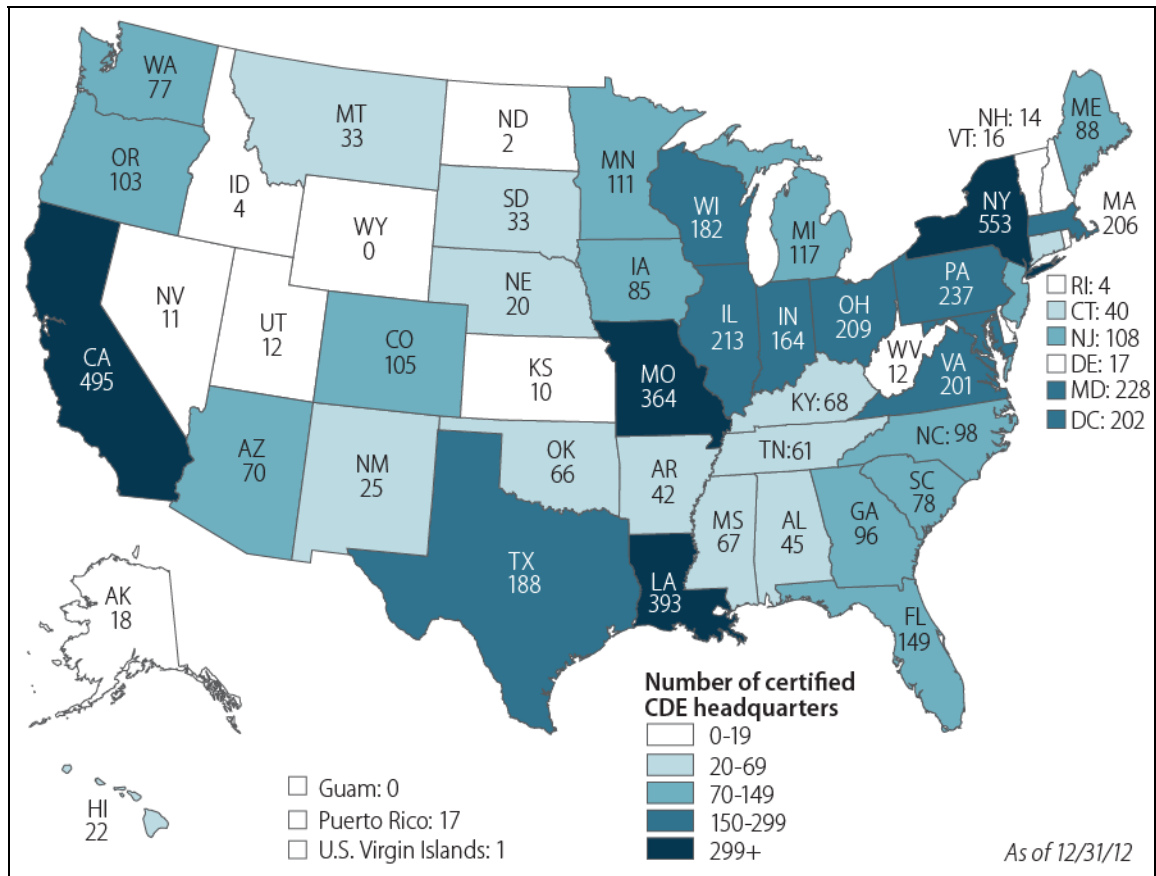 WA
77
MT
33
ND
2
MN
111
NH: 14
VT: 16
ME
88
OR
103
ID
4
WY
0
SD
33
WI
182
MI
117
NY
553
MA
206
NV
11
UT
12
CO
105
NE
20
IA
85
IL
213
IN
164
OH
209
PA
237
RI: 4
CT: 40
NJ: 108
DE: 17
MD: 228
DC: 202
CA
495
KS
10
MO
364
WV
12
VA
201
KY: 68
AZ
70
NM
25
OK
66
AR
42
TN:61
NC: 98
SC
78
TX
188
LA
393
MS
67
AL
45
GA
96
FL
149
AK
18
HI
22
Guam: 0
Puerto Rico: 17
U.S. Virgin Islands: 1
Number of certified
CDE headquarters
0-19
20-69
70-149
150-299
299+
As of 12/31/12